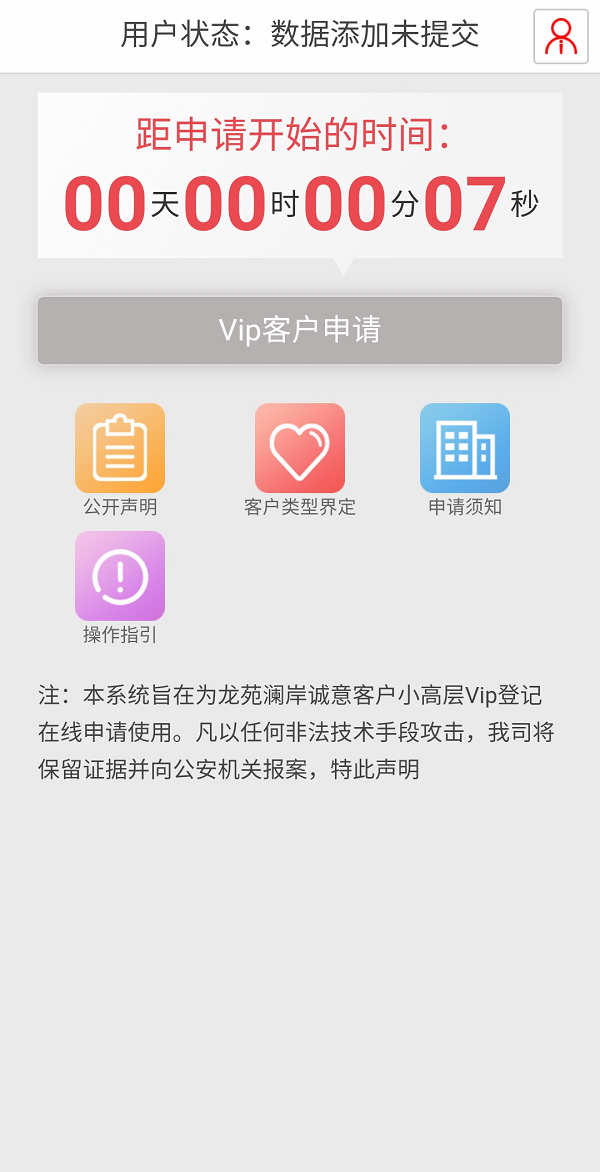 用户状态：数据添加未提交
距申请开始的时间：
00天00时00分07秒
Vip客户申请
公开声明 客户类型界定 申请须知
操作指引
注：本系统旨在为龙苑澜岸诚意客户小高层Vip登记
在线申请使用。凡以任何非法技术手段攻击，我司将
保留证据并向公安机关报案，特此声明